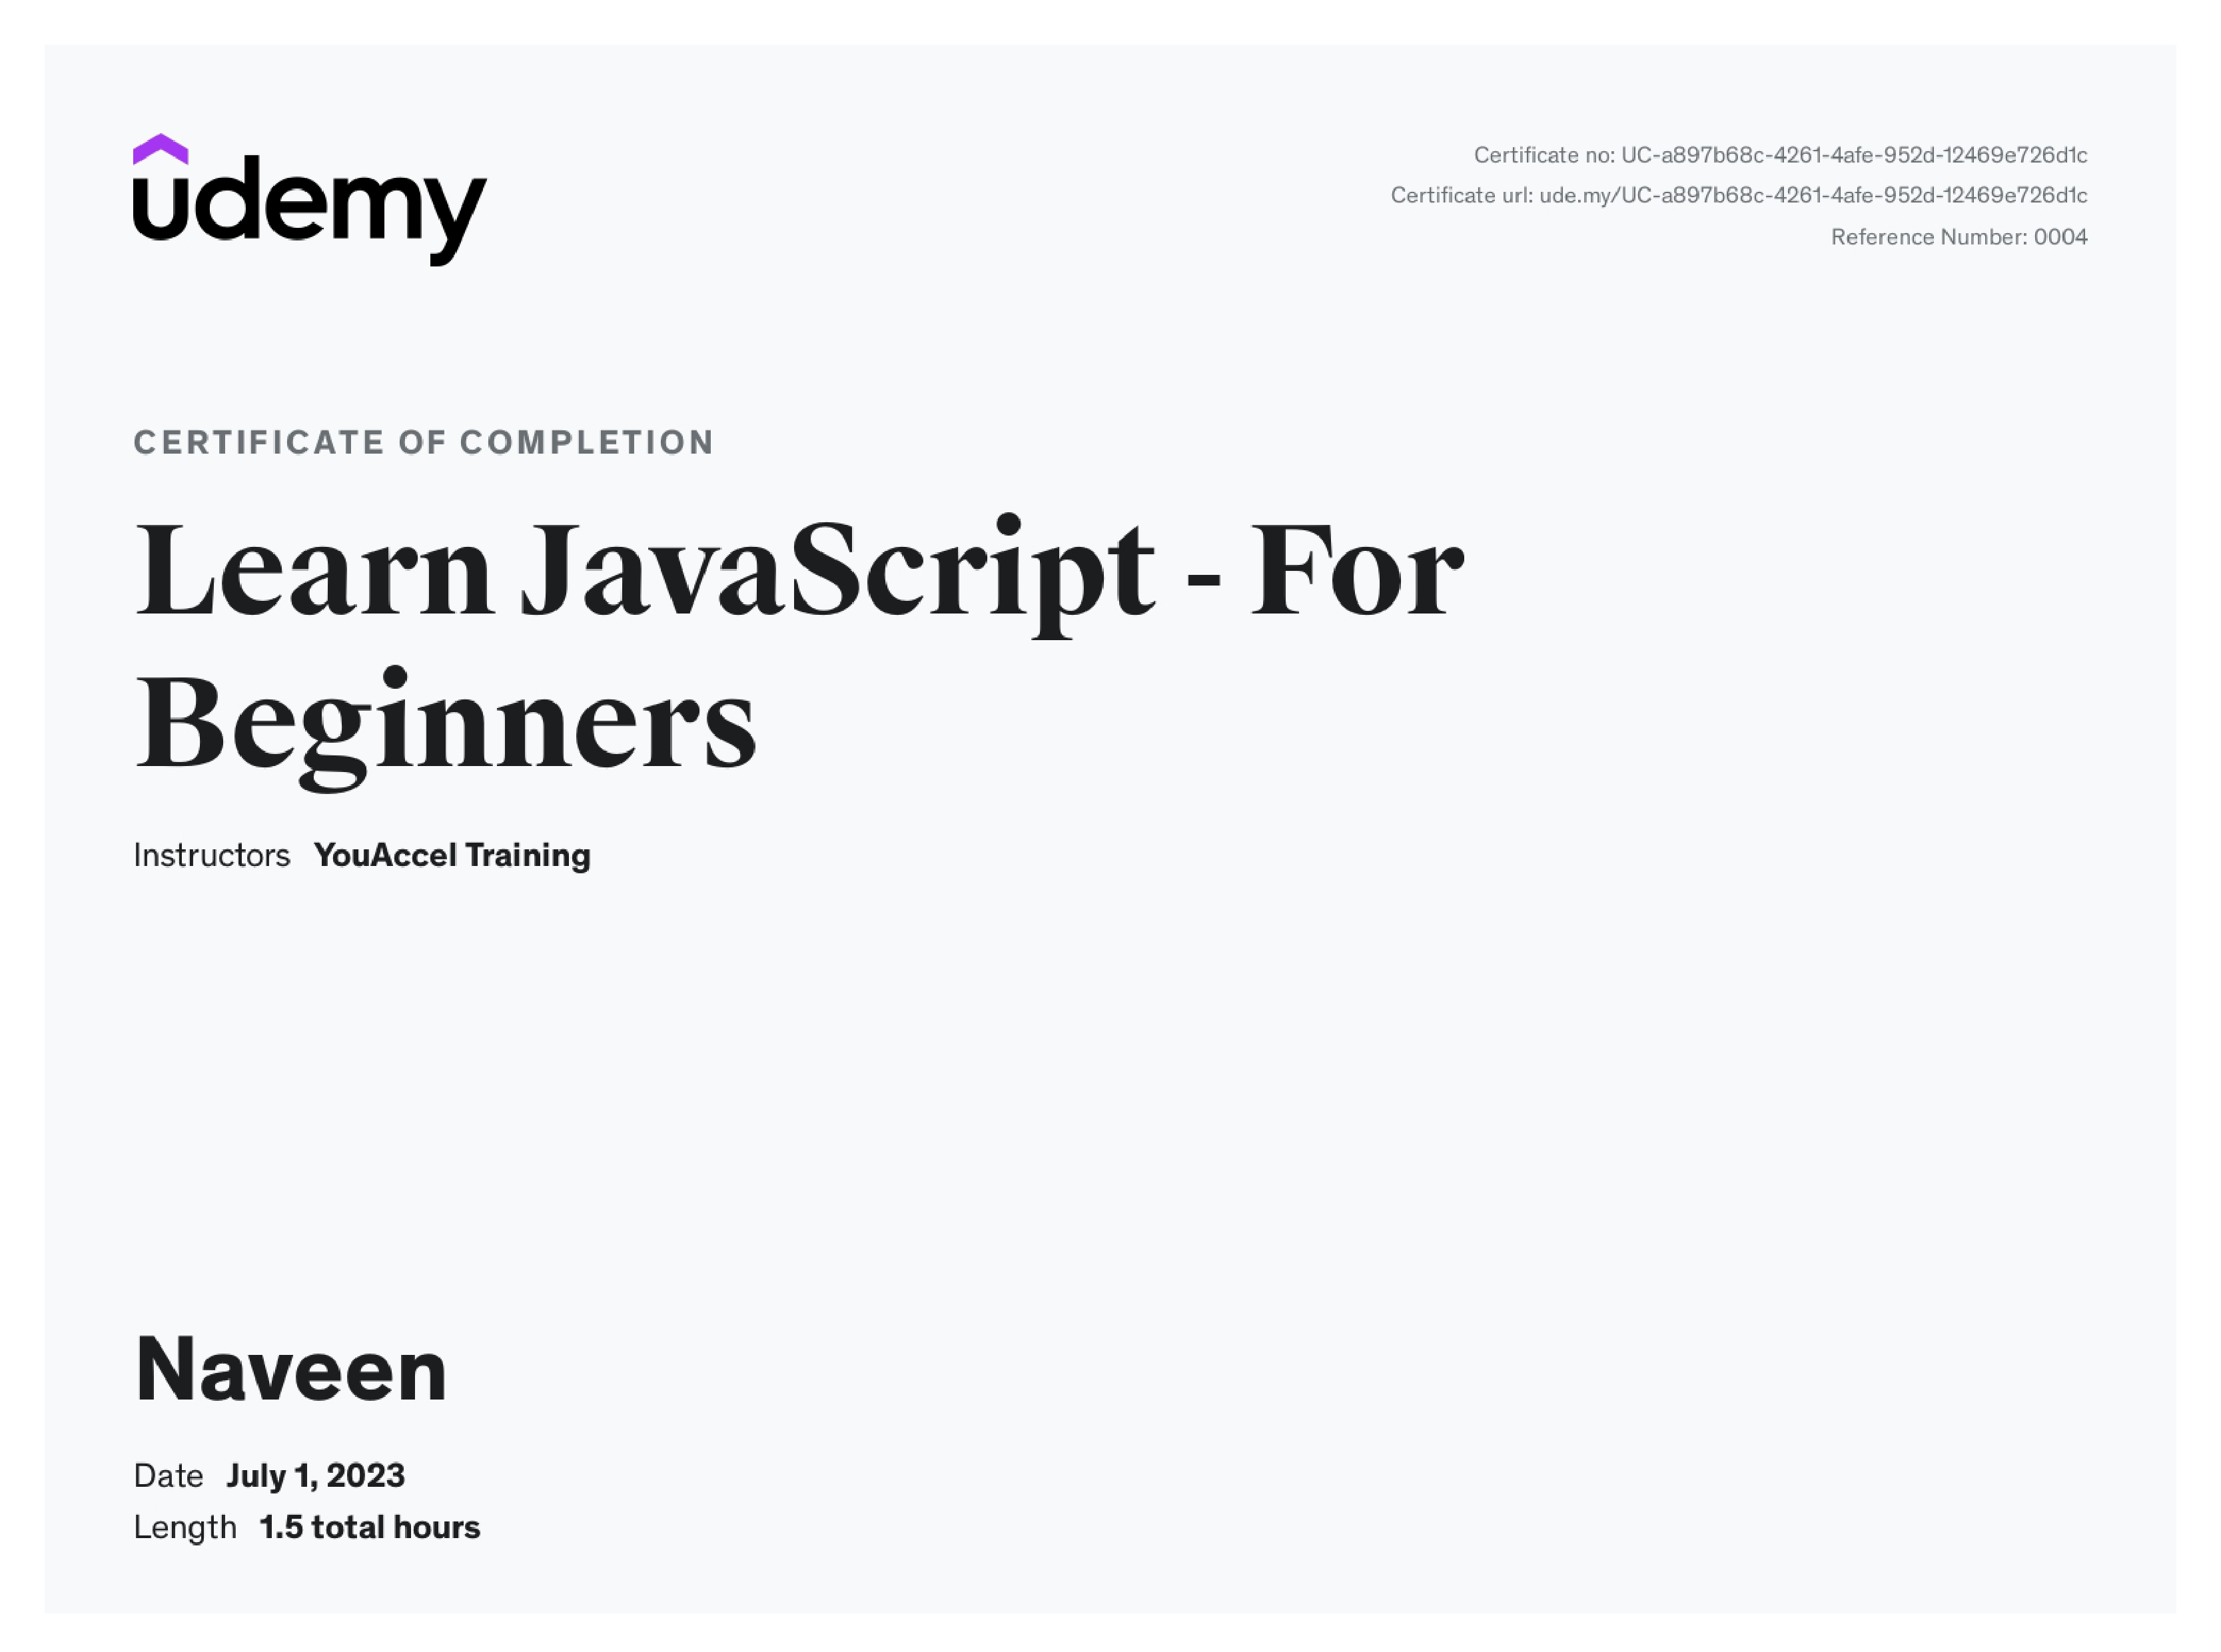 udemy
Certificate no: UC-a897b68c-4261-4afe-952d-12469e726d1c
Certificate url: ude.my/UC-a897b68c-4261-4afe-952d-12469e726d1c
Reference Number: 0004
CERTIFICATE OF COMPLETION
Learn JavaScript - For
Beginners
Instructors YouAccel Training
Naveen
Date July 1, 2023
Length 1.5 total hours